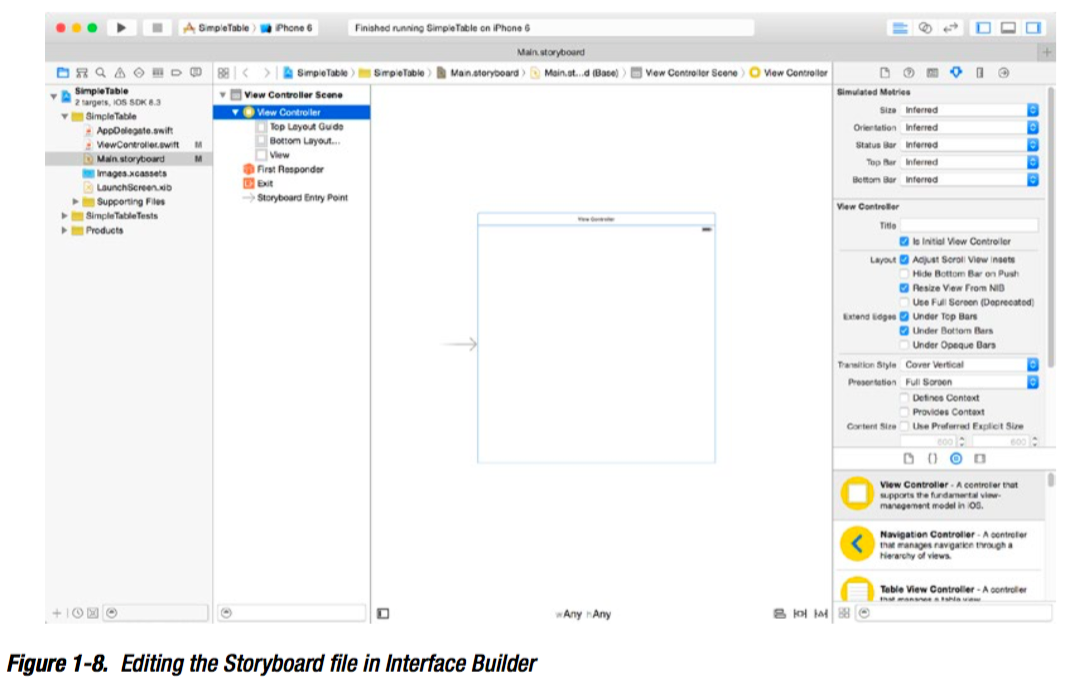 SimpleTable
iPhone 6
Finished running SimpleTable on iPhone 6
Main.storyboard
SimpleTable
SimpleTable
Main.storyboard
Main.st...d (Base)
View Controller Scene
View Controller
SimpleTable
2 targets, iOS SDK 8.3
SimpleTable
AppDelegate.swift
ViewController.swift M
Main.storyboard M
Images.xcassets
LaunchScreen.xib
Supporting Files
SimpleTableTests
Products
View Controller Scene
View Controller
Top Layout Guide
Bottom Layout...
View
First Responder
Exit
Storyboard Entry Point
View Controller
wAny hAny
Simulated Metrics
Size Inferred
Orientation Inferred
Status Bar Inferred
Top Bar Inferred
Bottom Bar Inferred
View Controller
Title
Is Initial View Controller
Layout Adjust Scroll View Insets
Hide Bottom Bar on Push
Resize View From NIB
Use Full Screen (Deprecated)
Extend Edges Under Top Bars
Under Bottom Bars
Under Opaque Bars
Transition Style Cover Vertical
Presentation Full Screen
Defines Context
Provides Context
Content Size Use Preferred Explicit Size
600 600
View Controller - A controller that
supports the fundamental view-
management model in iOS.
Navigation Controller - A controller
that manages navigation through a
hierarchy of views.
Table View Controller - A controller
that manages a table view.
Figure 1-8. Editing the Storyboard file in Interface Builder